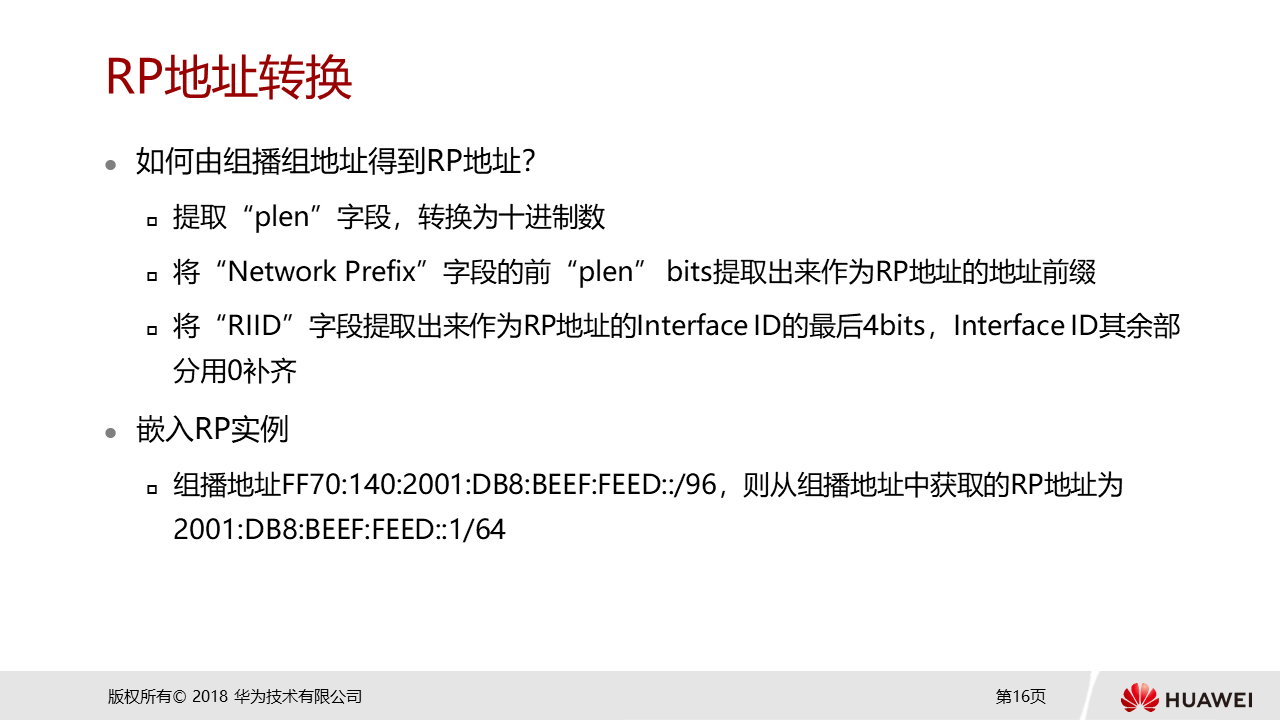 RP地址转换
如何由组播组地址得到RP地址？
提取“plen”字段，转换为十进制数
将“Network Prefix”字段的前“plen” bits提取出来作为RP地址的地址前缀
将“RIID”字段提取出来作为RP地址的Interface ID的最后4bits，Interface ID其余部
分用0补齐
嵌入RP实例
组播地址FF70:140:2001:DB8:BEEF:FEED::/96，则从组播地址中获取的RP地址为
2001:DB8:BEEF:FEED::1/64
版权所有© 2018 华为技术有限公司
第16页
HUAWEI